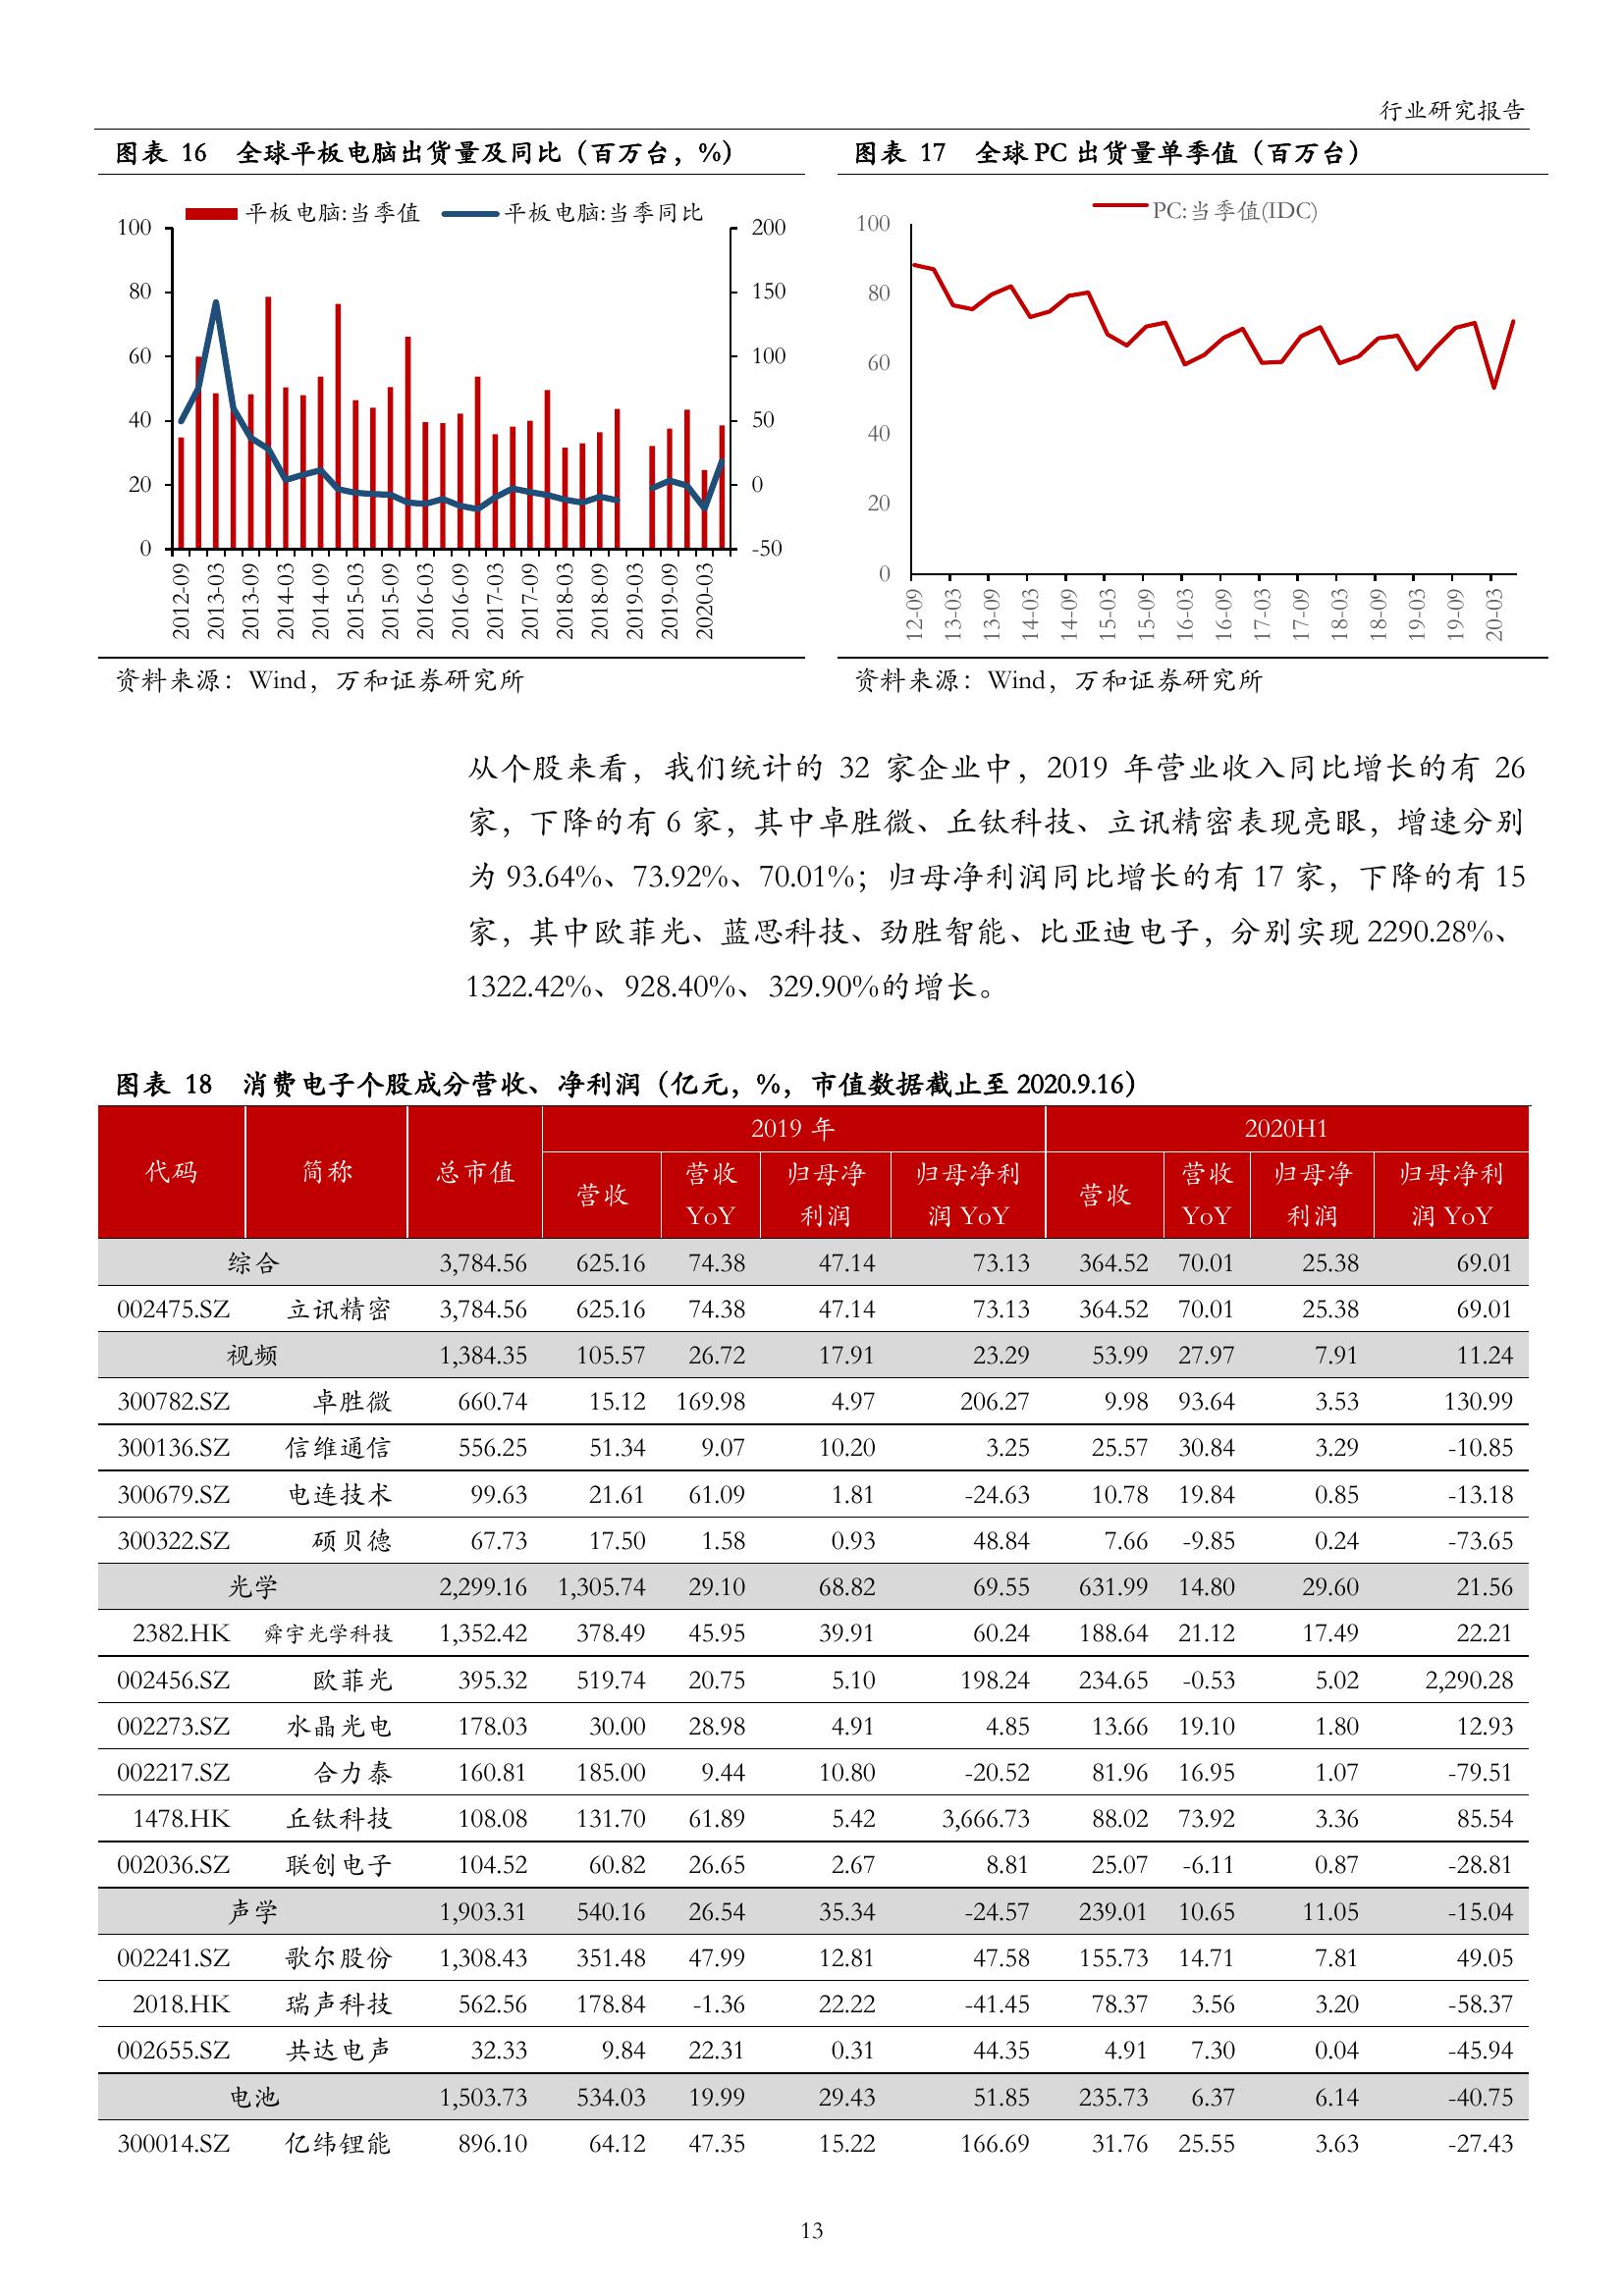 行业研究报告
图表 16 全球平板电脑出货量及同比（百万台，%）
平板电脑:当季值 平板电脑:当季同比
100
80
60
40
20
0
200
150
100
50
0
-50
2012-09
2013-03
2013-09
2014-03
2014-09
2015-03
2015-09
2016-03
2016-09
2017-03
2017-09
2018-03
2018-09
2019-03
2019-09
2020-03
资料来源：Wind，万和证券研究所
图表 17 全球 PC 出货量单季值（百万台）
PC:当季值(IDC)
100
80
60
40
20
0
12-09
13-03
13-09
14-03
14-09
15-03
15-09
16-03
16-09
17-03
17-09
18-03
18-09
19-03
19-09
20-03
资料来源：Wind，万和证券研究所
从个股来看，我们统计的 32 家企业中，2019 年营业收入同比增长的有 26
家，下降的有 6 家，其中卓胜微、丘钛科技、立讯精密表现亮眼，增速分别
为 93.64%、73.92%、70.01%；归母净利润同比增长的有 17 家，下降的有 15
家，其中欧菲光、蓝思科技、劲胜智能、比亚迪电子，分别实现 2290.28%、
1322.42%、928.40%、329.90%的增长。
图表 18 消费电子个股成分营收、净利润（亿元，%，市值数据截止至 2020.9.16）
代码 简称 总市值 2019 年 2020H1
营收 营收 YoY 归母净利润 归母净利润 YoY 营收 营收 YoY 归母净利润 归母净利润 YoY
综合 3,784.56 625.16 74.38 47.14 73.13 364.52 70.01 25.38 69.01
002475.SZ 立讯精密 3,784.56 625.16 74.38 47.14 73.13 364.52 70.01 25.38 69.01
视频 1,384.35 105.57 26.72 17.91 23.29 53.99 27.97 7.91 11.24
300782.SZ 卓胜微 660.74 15.12 169.98 4.97 206.27 9.98 93.64 3.53 130.99
300136.SZ 信维通信 556.25 51.34 9.07 10.20 3.25 25.57 30.84 3.29 -10.85
300679.SZ 电连技术 99.63 21.61 61.09 1.81 -24.63 10.78 19.84 0.85 -13.18
300322.SZ 硕贝德 67.73 17.50 1.58 0.93 48.84 7.66 -9.85 0.24 -73.65
光学 2,299.16 1,305.74 29.10 68.82 69.55 631.99 14.80 29.60 21.56
2382.HK 舜宇光学科技 1,352.42 378.49 45.95 39.91 60.24 188.64 21.12 17.49 22.21
002456.SZ 欧菲光 395.32 519.74 20.75 5.10 198.24 234.65 -0.53 5.02 2,290.28
002273.SZ 水晶光电 178.03 30.00 28.98 4.91 4.85 13.66 19.10 1.80 12.93
002217.SZ 合力泰 160.81 185.00 9.44 10.80 -20.52 81.96 16.95 1.07 -79.51
1478.HK 丘钛科技 108.08 131.70 61.89 5.42 3,666.73 88.02 73.92 3.36 85.54
002036.SZ 联创电子 104.52 60.82 26.65 2.67 8.81 25.07 -6.11 0.87 -28.81
声学 1,903.31 540.16 26.54 35.34 -24.57 239.01 10.65 11.05 -15.04
002241.SZ 歌尔股份 1,308.43 351.48 47.99 12.81 47.58 155.73 14.71 7.81 49.05
2018.HK 瑞声科技 562.56 178.84 -1.36 22.22 -41.45 78.37 3.56 3.20 -58.37
002655.SZ 共达电声 32.33 9.84 22.31 0.31 44.35 4.91 7.30 0.04 -45.94
电池 1,503.73 534.03 19.99 29.43 51.85 235.73 6.37 6.14 -40.75
300014.SZ 亿纬锂能 896.10 64.12 47.35 15.22 166.69 31.76 25.55 3.63 -27.43
13